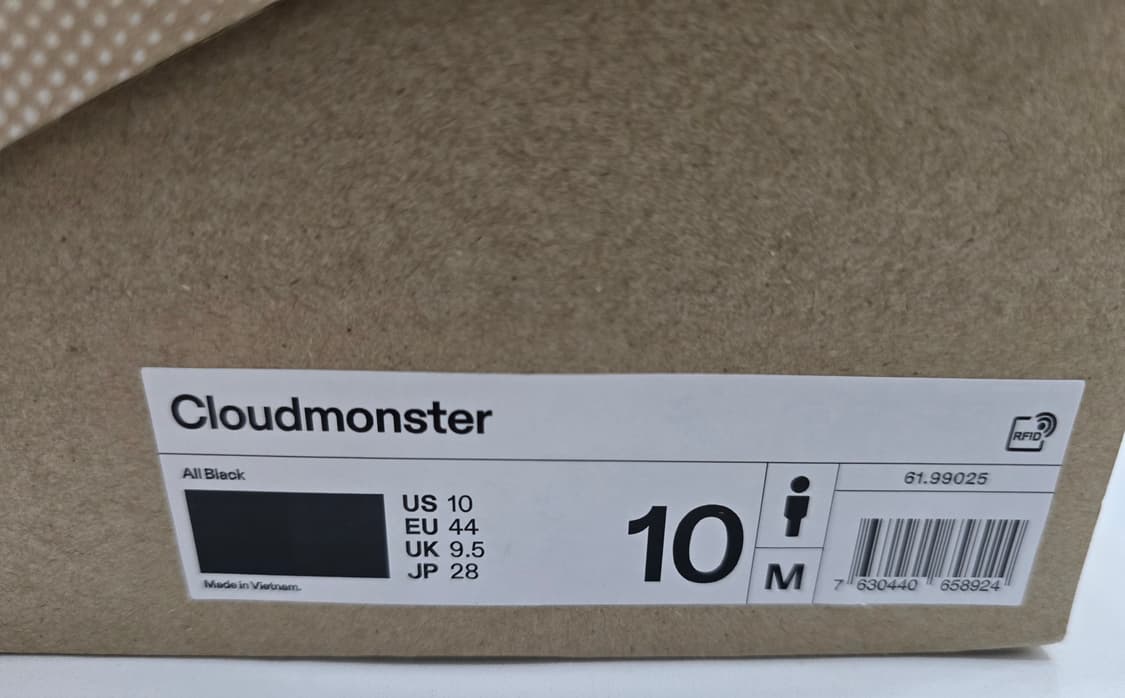 Cloudmonster
RFID
All Black
US 10
EU 44
UK 9.5
JP 28
Made in Vietnam.
10
M
61.99025
7 630440 658924